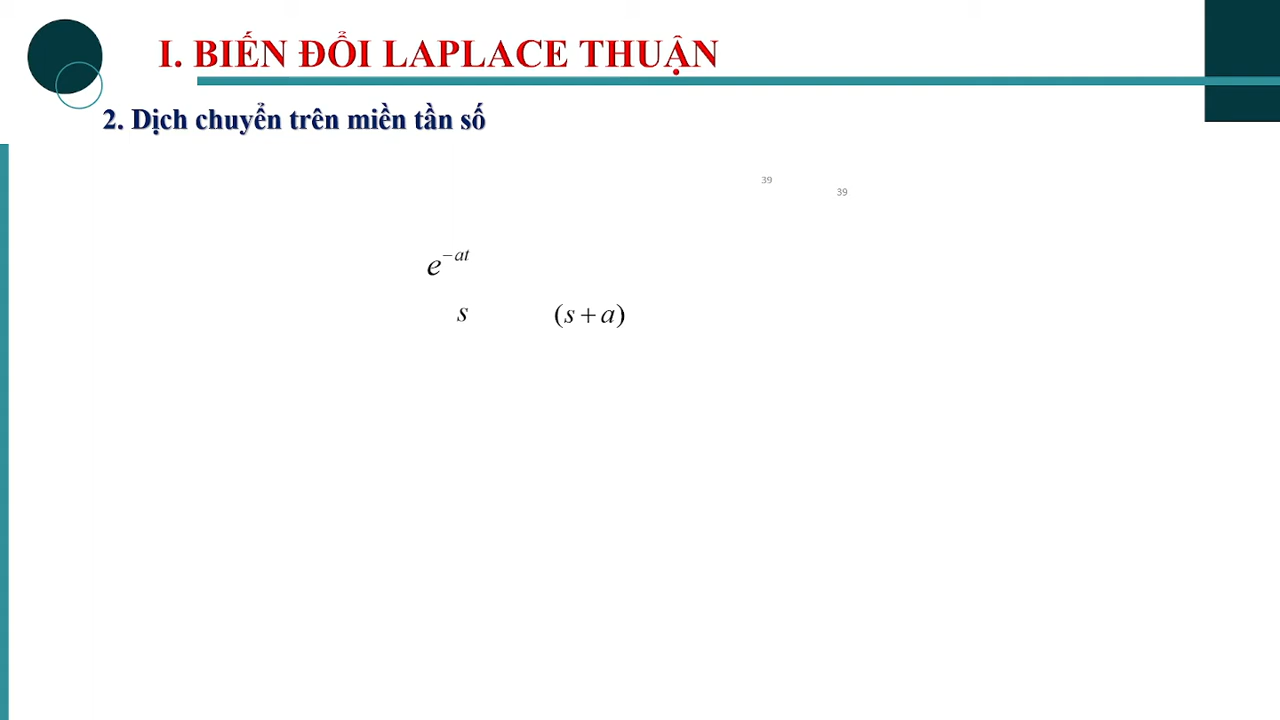 I. BIẾN ĐỔI LAPLACE THUẬN
2. Dịch chuyển trên miền tần số
39
39
e^{-at}
s (s + a)